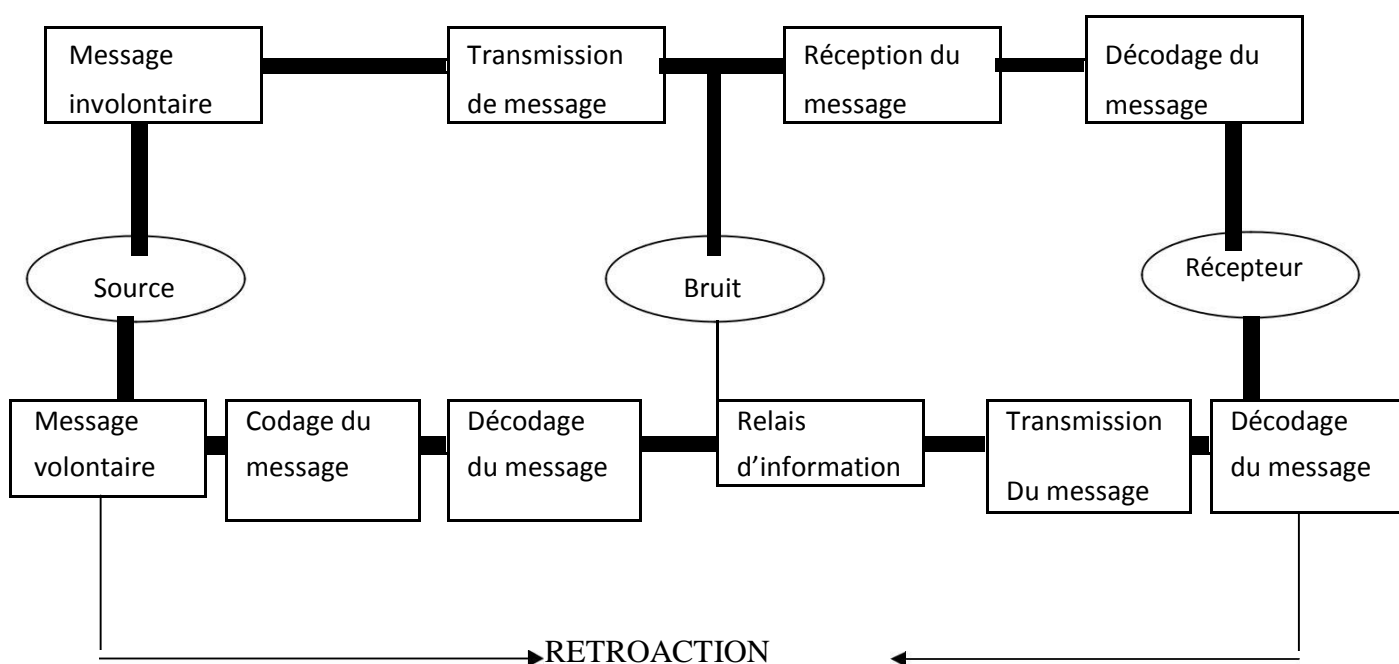 Message
involontaire
Transmission
de message
Réception du
message
Décodage du
message
Source
Bruit
Récepteur
Message
volontaire
Codage du
message
Décodage
du message
Relais
d’information
Transmission
Du message
Décodage
du message
RETROACTION